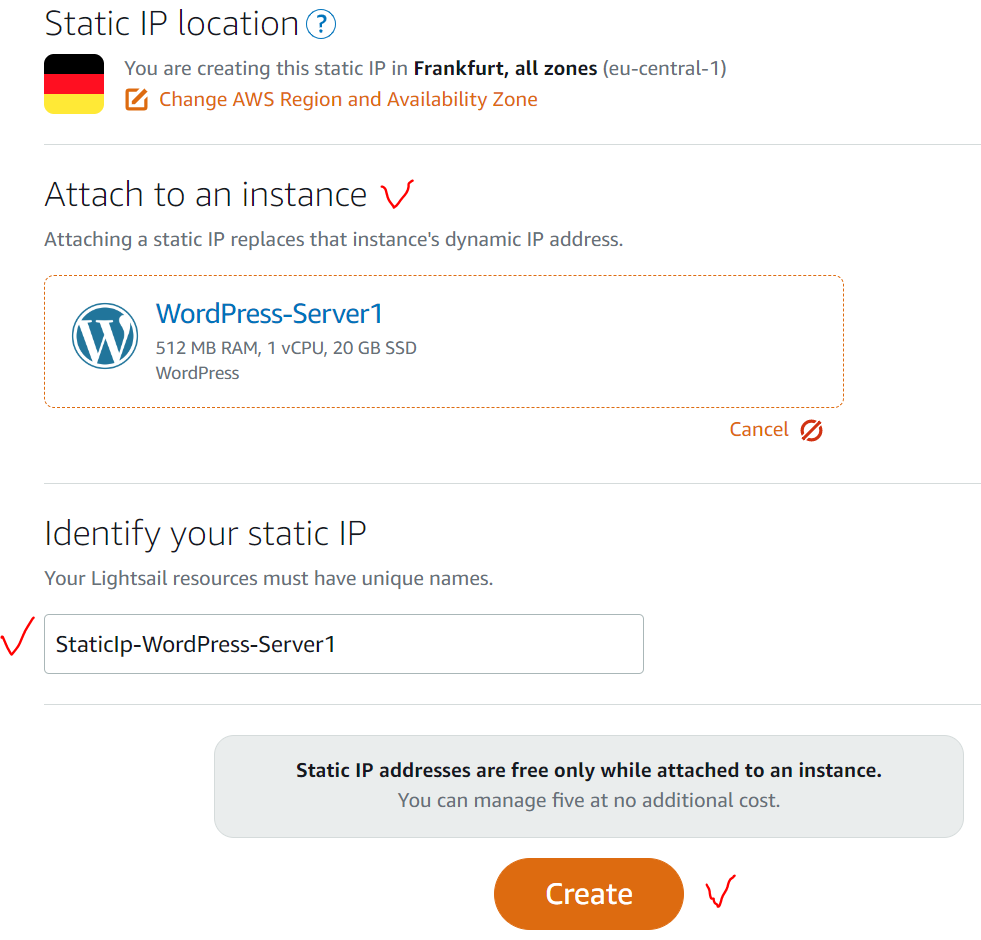 Static IP location ?
You are creating this static IP in Frankfurt, all zones (eu-central-1)
Change AWS Region and Availability Zone
Attach to an instance
Attaching a static IP replaces that instance's dynamic IP address.
WordPress-Server1
512 MB RAM, 1 vCPU, 20 GB SSD
WordPress
Cancel
Identify your static IP
Your Lightsail resources must have unique names.
StaticIp-WordPress-Server1
Static IP addresses are free only while attached to an instance.
You can manage five at no additional cost.
Create